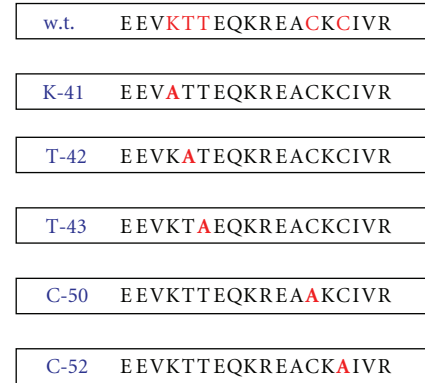 w.t. EEVKTTEQKREACKCIVR
K-41 EEVATTEQKREACKCIVR
T-42 EEVKATEQKREACKCIVR
T-43 EEVKTAEQKREACKCIVR
C-50 EEVKTTEQKREAAKCIVR
C-52 EEVKTTEQKREACKAIVR